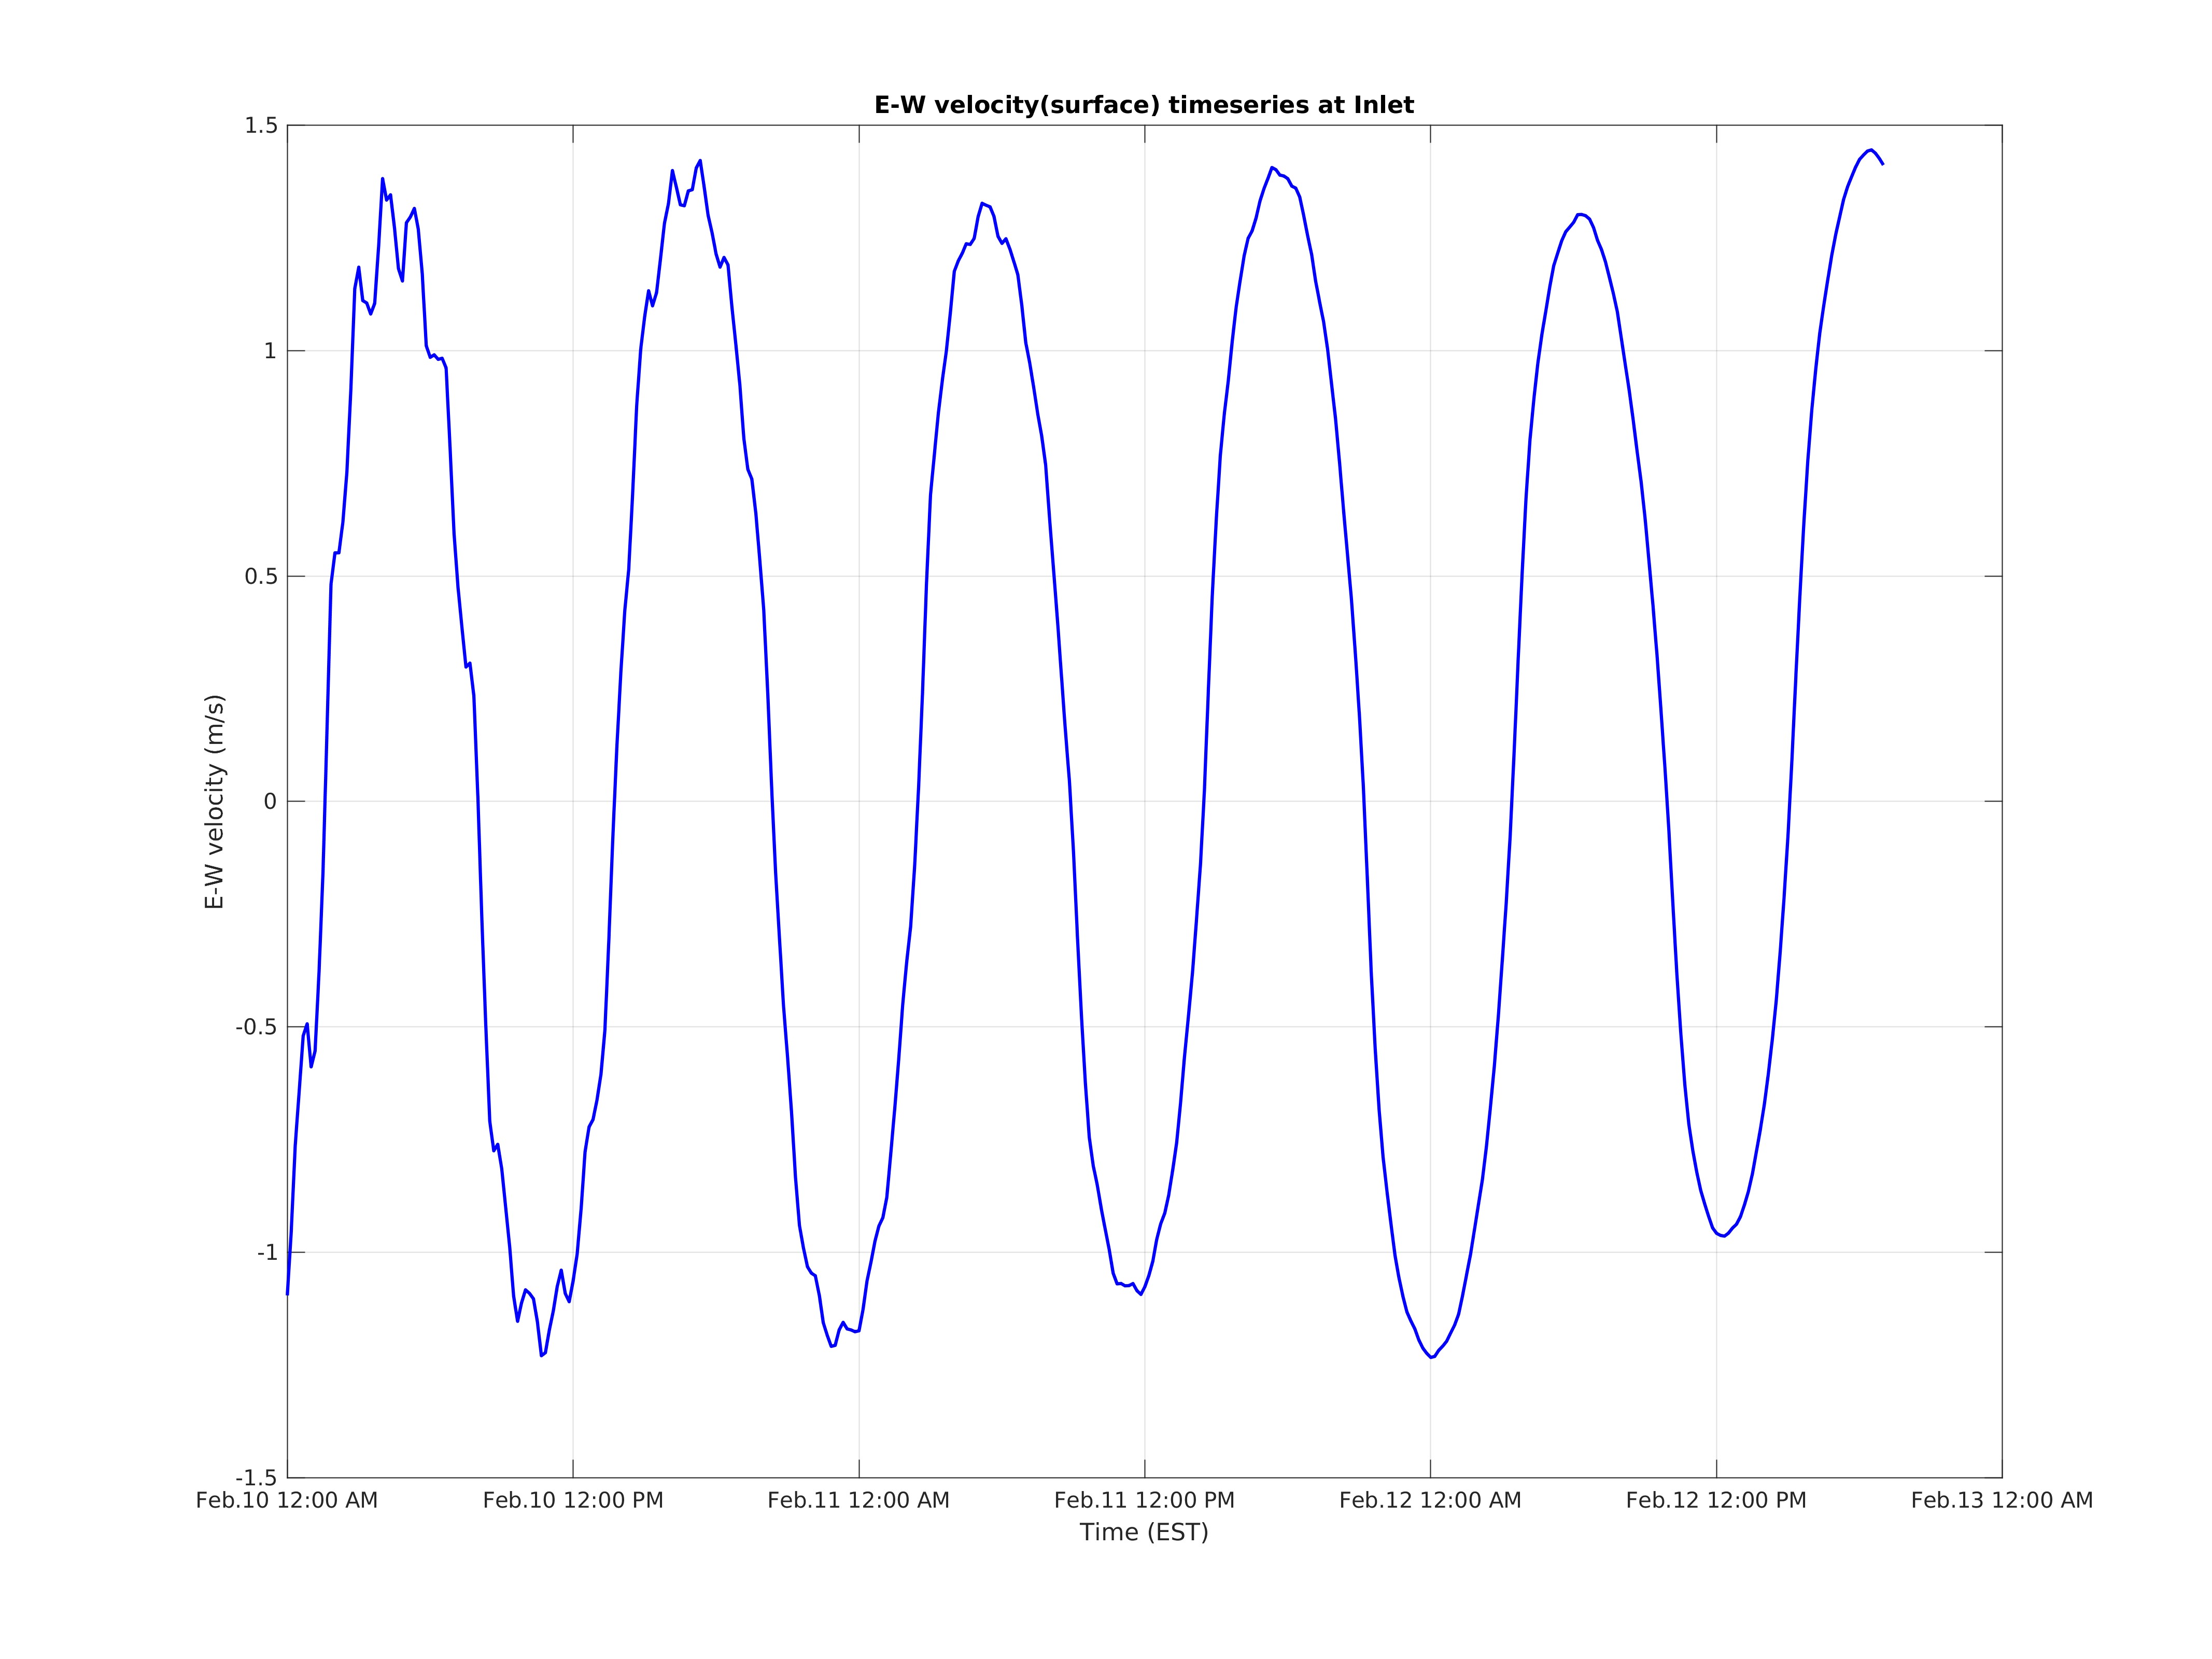 E-W velocity(surface) timeseries at Inlet
1.5
1
0.5
0
-0.5
-1
-1.5
E-W velocity (m/s)
Feb.10 12:00 AM Feb.10 12:00 PM Feb.11 12:00 AM Feb.11 12:00 PM Feb.12 12:00 AM Feb.12 12:00 PM Feb.13 12:00 AM
Time (EST)